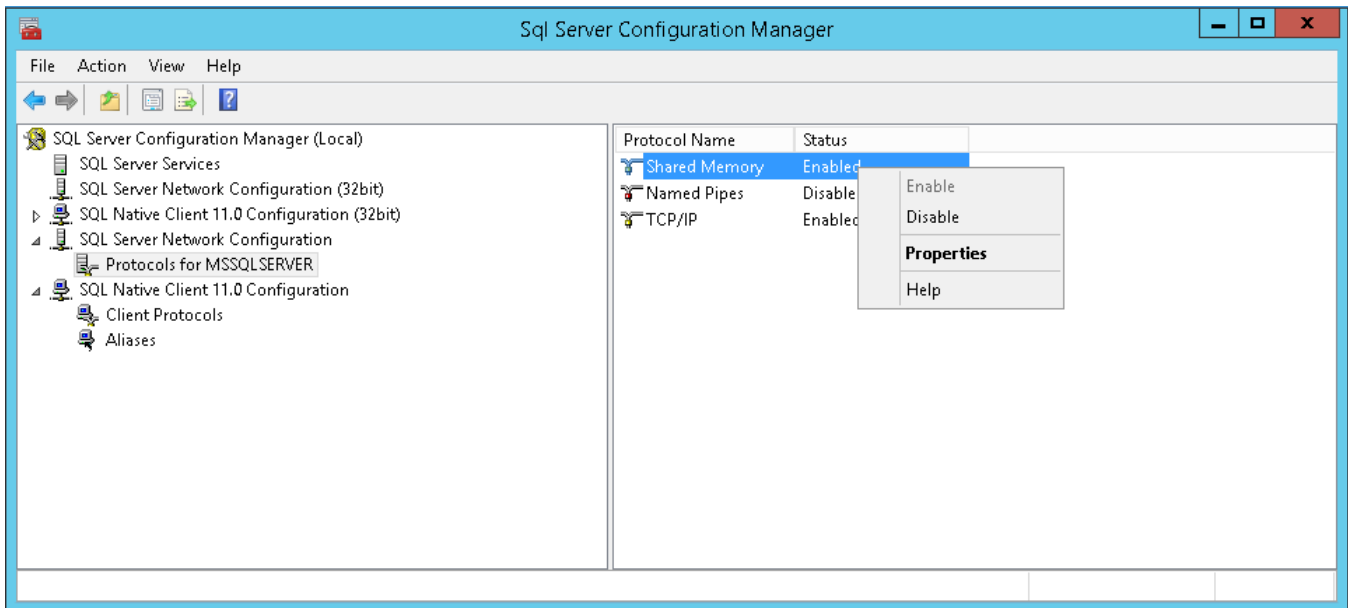 Sql Server Configuration Manager
File Action View Help
SQL Server Configuration Manager (Local)
SQL Server Services
SQL Server Network Configuration (32bit)
SQL Native Client 11.0 Configuration (32bit)
SQL Server Network Configuration
Protocols for MSSQLSERVER
SQL Native Client 11.0 Configuration
Client Protocols
Aliases
Protocol Name Status
Shared Memory Enabled
Named Pipes Disable
TCP/IP Enabled
Enable
Disable
Properties
Help